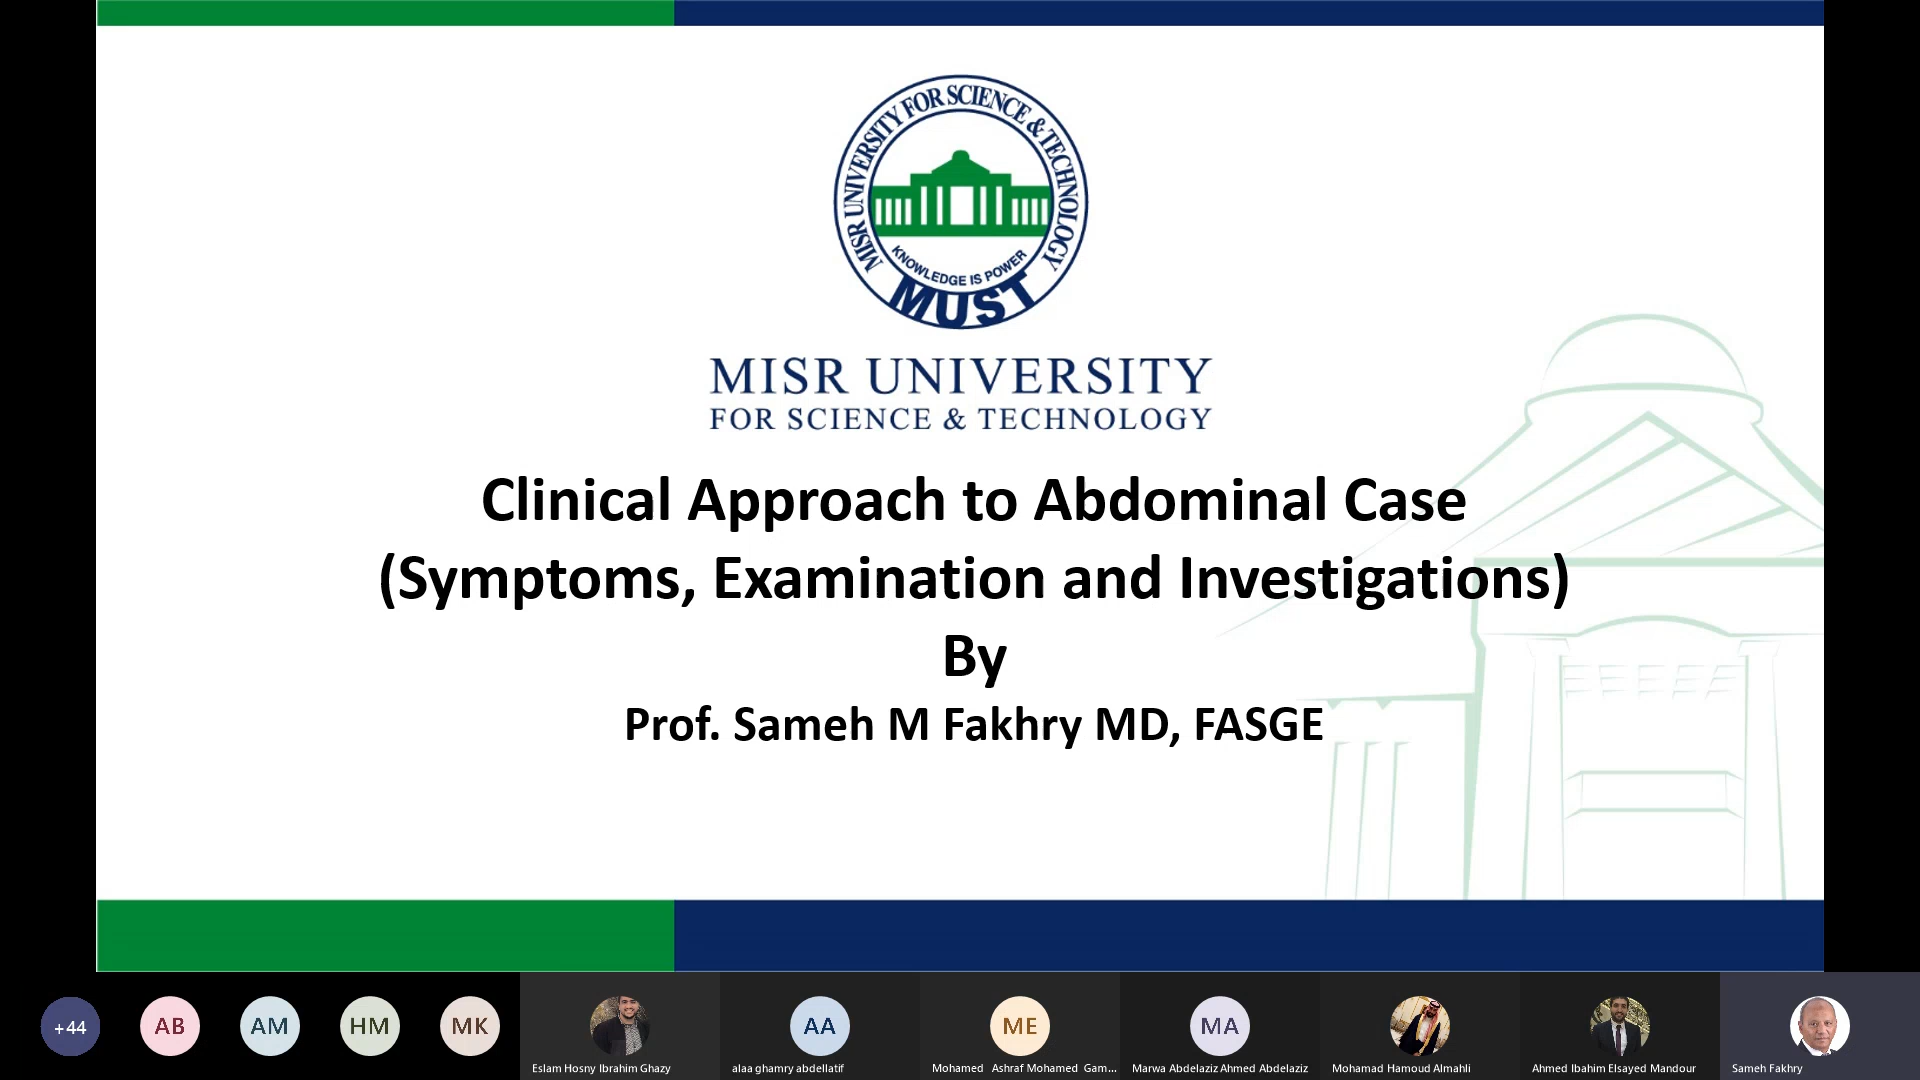 MISR UNIVERSITY FOR SCIENCE & TECHNOLOGY
KNOWLEDGE IS POWER
MUST
MISR UNIVERSITY
FOR SCIENCE & TECHNOLOGY
Clinical Approach to Abdominal Case
(Symptoms, Examination and Investigations)
By
Prof. Sameh M Fakhry MD, FASGE
+44
AB
AM
HM
MK
Eslam Hosny Ibrahim Ghazy
AA
alaa ghamry abdellatif
ME
Mohamed Ashraf Mohamed Gam...
MA
Marwa Abdelaziz Ahmed Abdelaziz
Mohamad Hamoud Almahli
Ahmed Ibahim Elsayed Mandour
Sameh Fakhry